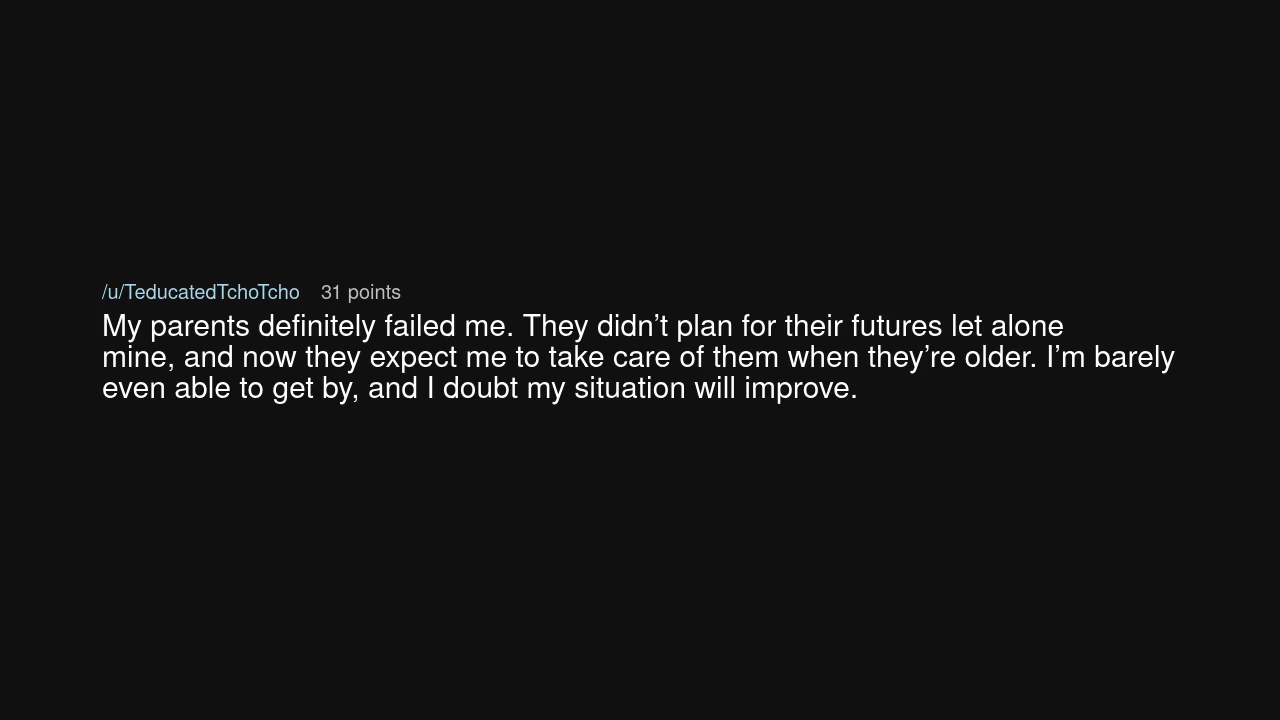 /u/TeducatedTchoTcho 31 points
My parents definitely failed me. They didn’t plan for their futures let alone
mine, and now they expect me to take care of them when they’re older. I’m barely
even able to get by, and I doubt my situation will improve.